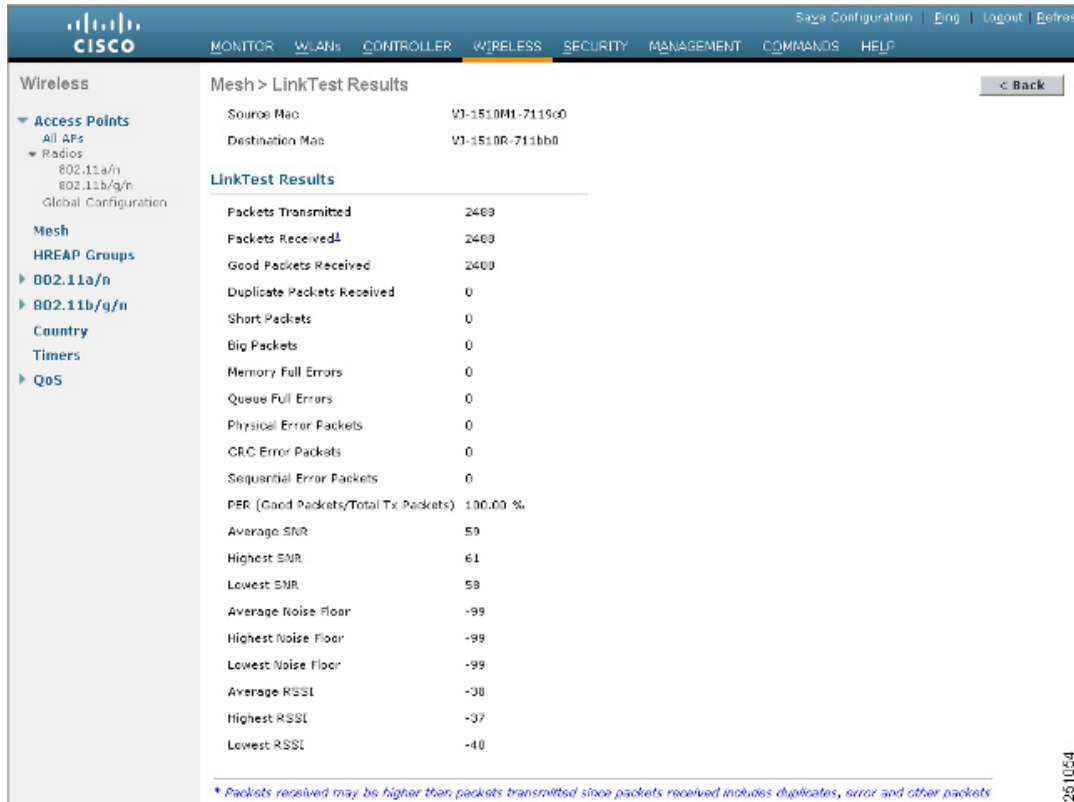 Save Configuration | Ping | Logout | Refres
CISCO
MONITOR WLANs CONTROLLER WIRELESS SECURITY MANAGEMENT COMMANDS HELP
Wireless
Access Points
All APs
Radios
802.11a/n
802.11b/g/n
Global Configuration
Mesh
HREAP Groups
802.11a/n
802.11b/g/n
Country
Timers
QoS
Mesh > LinkTest Results
< Back
Source Mac VJ-1510M1-7119c0
Destination Mac VJ-1510R-711bb0
LinkTest Results
Packets Transmitted 2488
Packets Received1 2488
Good Packets Received 2488
Duplicate Packets Received 0
Short Packets 0
Big Packets 0
Memory Full Errors 0
Queue Full Errors 0
Physical Error Packets 0
CRC Error Packets 0
Sequential Error Packets 0
PER (Good Packets/Total Tx Packets) 100.00 %
Average SNR 59
Highest SNR 61
Lowest SNR 58
Average Noise Floor -99
Highest Noise Floor -99
Lowest Noise Floor -99
Average RSSI -38
Highest RSSI -37
Lowest RSSI -40
* Packets received may be higher than packets transmitted since packets received includes duplicates, error and other packets
251054